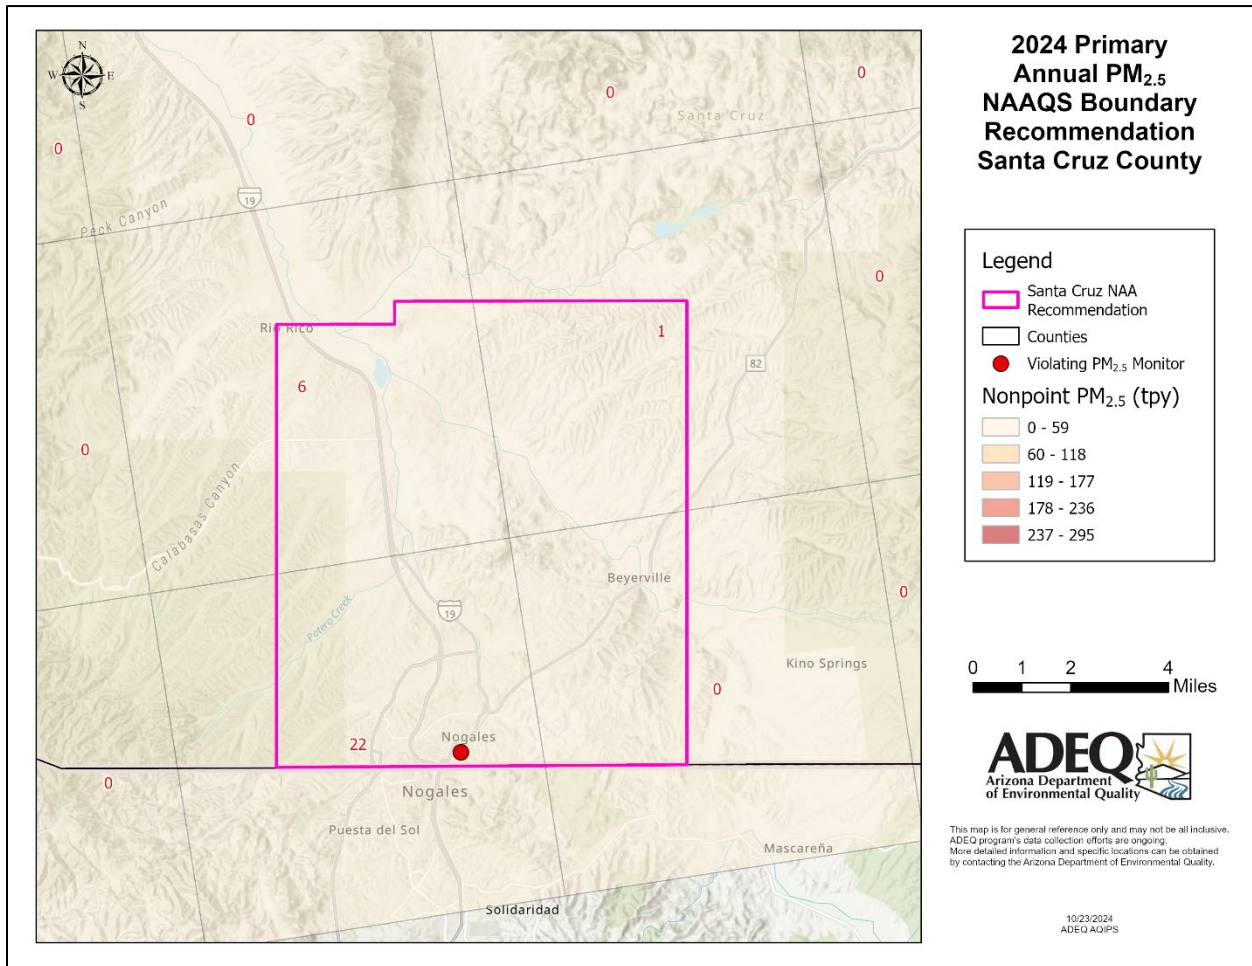 2024 Primary
Annual PM2.5
NAAQS Boundary
Recommendation
Santa Cruz County
N
W
E
S
0
0
0
0
Santa Cruz
19
Peck Canyon
0
Rio Rico
1
82
6
0
Calabasas Canyon
Potero Creek
19
Beyerville
0
Kino Springs
0
22
Nogales
0
Nogales
Puesta del Sol
Mascareña
Solidaridad
Legend
Santa Cruz NAA
Recommendation
Counties
Violating PM2.5 Monitor
Nonpoint PM2.5 (tpy)
0 - 59
60 - 118
119 - 177
178 - 236
237 - 295
0 1 2 4
Miles
ADEQ
Arizona Department
of Environmental Quality
This map is for general reference only and may not be all inclusive.
ADEQ program's data collection efforts are ongoing.
More detailed information and specific locations can be obtained
by contacting the Arizona Department of Environmental Quality.
10/23/2024
ADEQ AQIPS